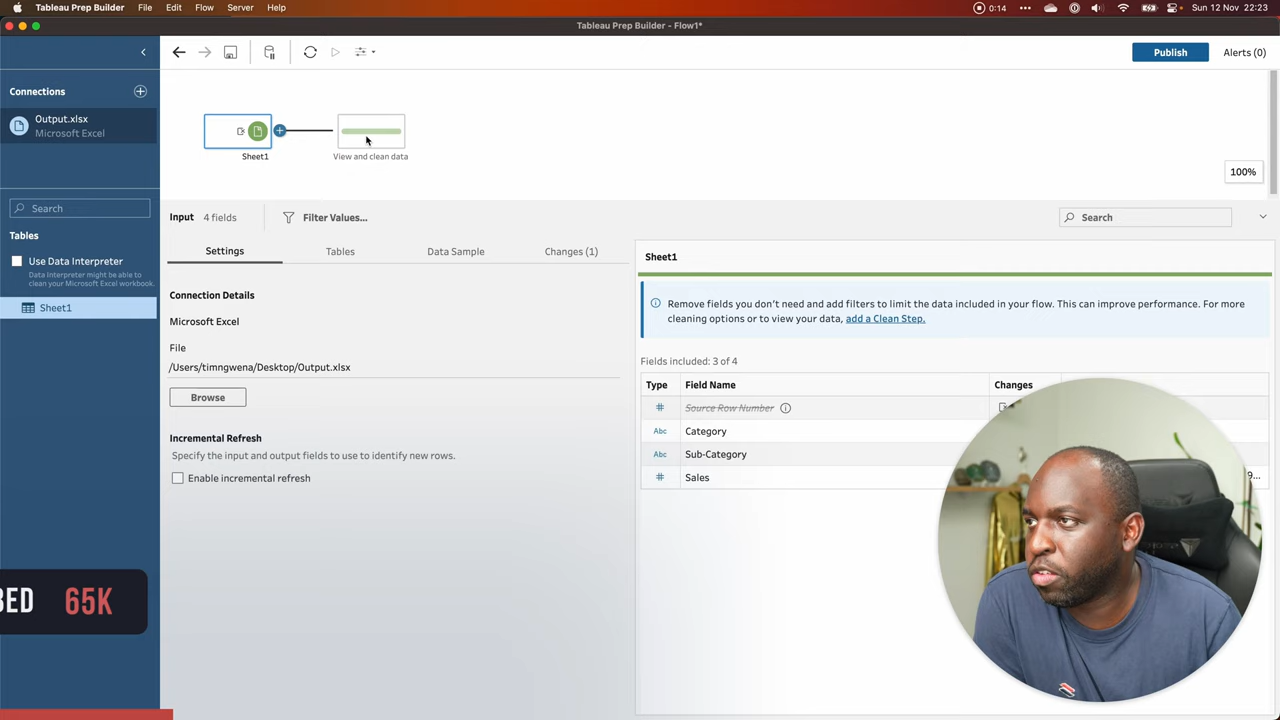 Tableau Prep Builder File Edit Flow Server Help
0:14 Sun 12 Nov 22:23
Tableau Prep Builder - Flow1*
Publish Alerts (0)
Connections
Output.xlsx
Microsoft Excel
Sheet1 View and clean data
100%
Search
Input 4 fields Filter Values... Search
Tables
Settings Tables Data Sample Changes (1)
Use Data Interpreter
Data Interpreter might be able to
clean your Microsoft Excel workbook.
Sheet1
Sheet1
Connection Details
Microsoft Excel
File
/Users/timngwena/Desktop/Output.xlsx
Browse
Incremental Refresh
Specify the input and output fields to use to identify new rows.
Enable incremental refresh
Remove fields you don't need and add filters to limit the data included in your flow. This can improve performance. For more
cleaning options or to view your data, add a Clean Step.
Fields included: 3 of 4
Type Field Name Changes
# Source Row Number
Abc Category
Abc Sub-Category
# Sales 9...
BED 65K